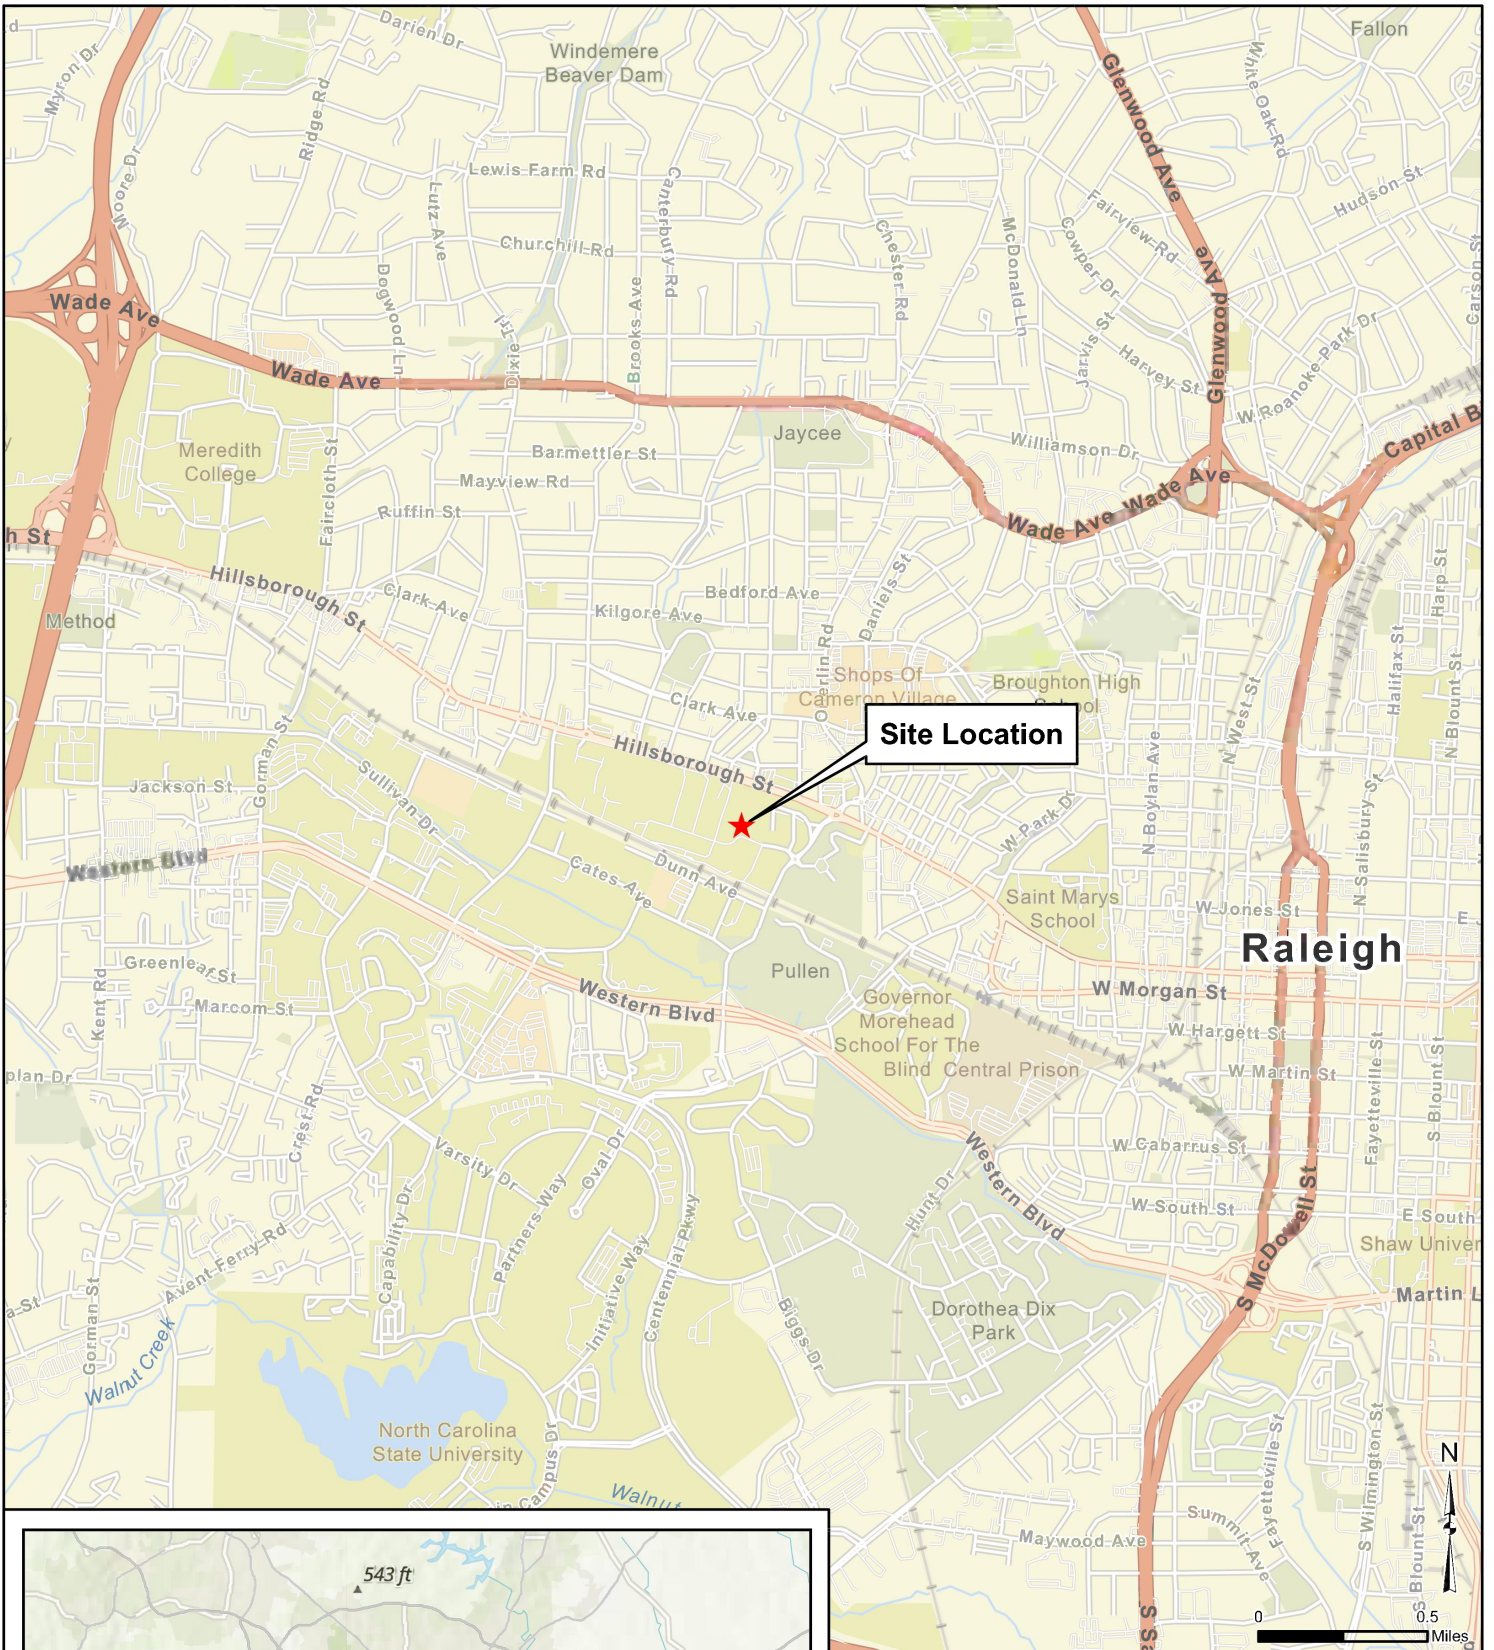 Darien Dr
Windemere
Beaver Dam
Fallon
Myron Dr
Ridge Rd
Glenwood Ave
White Oak Rd
Moore Dr
Lewis Farm Rd
Lutz Ave
Canterbury Rd
Hudson St
Fairview Rd
Cowper Dr
McDonald Ln
Chester Rd
Churchill Rd
Dogwood Ln
Brooks Ave
Glenwood Ave
Carson St
Wade Ave
Wade Ave
Dixie Trl
Jarvis St
Harvey St
Glenwood
W Roanoke Park Dr
Capital B
Jaycee
Williamson Dr
Meredith
College
Faircloth St
Barmettler St
Mayview Rd
Ruffin St
Wade Ave
Wade Ave
h St
Hillsborough St
Clark Ave
Bedford Ave
Kilgore Ave
Daniels St
Harp St
Method
Oberlin Rd
Shops Of
Cameron Village
Broughton High
School
Halifax St
N Blount St
N West St
Clark Ave
Site Location
Gorman St
Hillsborough St
Jackson St
Sullivan Dr
N Boylan Ave
W Park Dr
N Salisbury St
Western Blvd
Dunn Ave
Cates Ave
Saint Marys
School
W Jones St
E
Raleigh
Greenleaf St
Kent Rd
Marcom St
Western Blvd
Pullen
Governor
Morehead
School For The
Blind
Central Prison
W Morgan St
W Hargett St
W Martin St
Fayetteville St
S Blount St
plan Dr
Crest Rd
Varsity Dr
Oval Dr
Western Blvd
W Cabarrus St
Hunt Dr
W South St
E South
Shaw Univer
S McDowell St
Martin L
Capability Dr
Partners Way
Initiative Way
Centennial Pkwy
Avent Ferry Rd
a St
Gorman St
Walnut Creek
Biggs Dr
Dorothea Dix
Park
North Carolina
State University
in Campus Dr
Walnut
Maywood Ave
Summit Ave
Fayetteville St
S Wilmington St
S Blount St
N
S Sa
543 ft
0
0.5
Miles